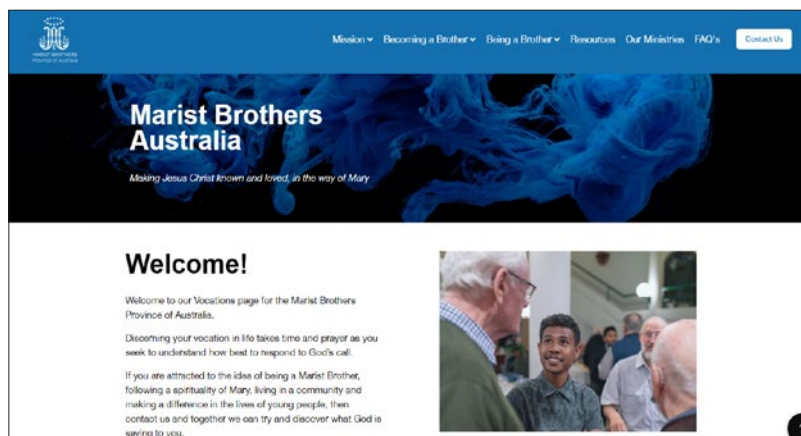 MARIST BROTHERS
Province of Australia
Mission Becoming a Brother Being a Brother Resources Our Ministries FAQ's Contact Us
Marist Brothers
Australia
Making Jesus Christ known and loved, in the way of Mary
Welcome!
Welcome to our Vocations page for the Marist Brothers
Province of Australia.
Discerning your vocation in life takes time and prayer as you
seek to understand how best to respond to God's call.
If you are attracted to the idea of being a Marist Brother,
following a spirituality of Mary, living in a community and
making a difference in the lives of young people, then
contact us and together we can try and discover what God is
saying to you.